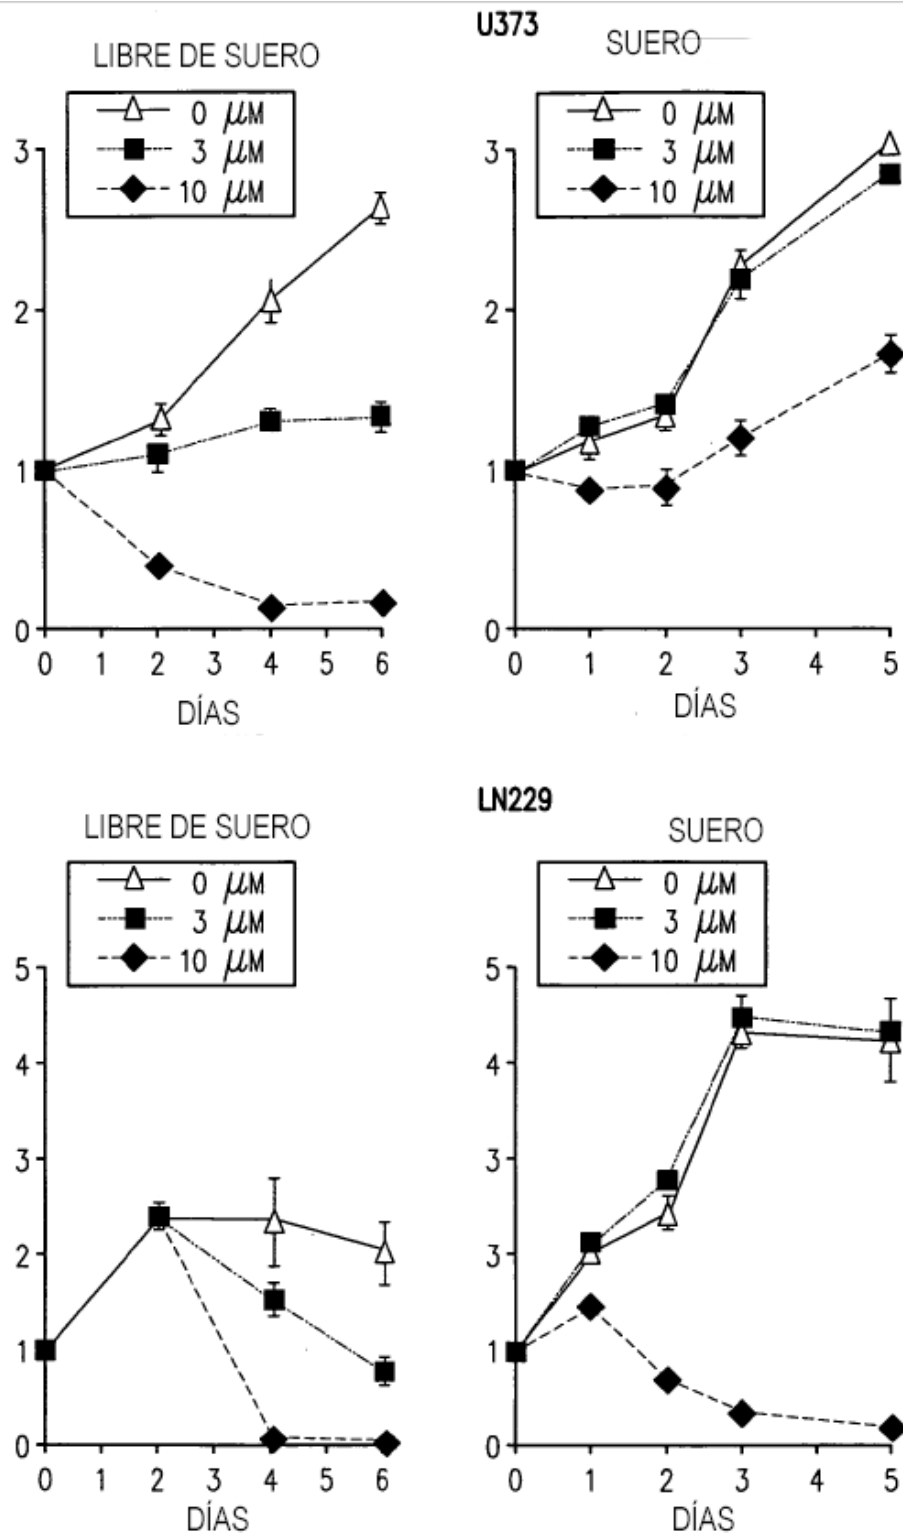 U373
LIBRE DE SUERO
0 μM
3 μM
10 μM
3
2
1
0
0 1 2 3 4 5 6
DÍAS
SUERO
0 μM
3 μM
10 μM
3
2
1
0
0 1 2 3 4 5
DÍAS
LN229
LIBRE DE SUERO
0 μM
3 μM
10 μM
5
4
3
2
1
0
0 1 2 3 4 5 6
DÍAS
SUERO
0 μM
3 μM
10 μM
5
4
3
3
1
0
0 1 2 3 4 5
DÍAS